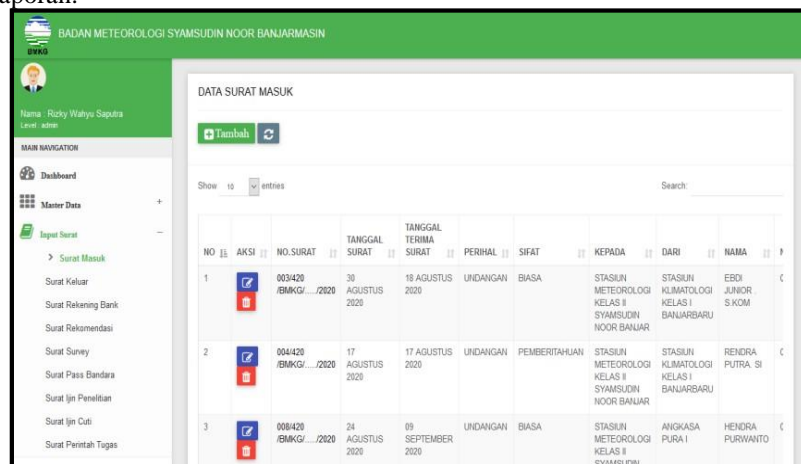 aporan.
BMKG
BADAN METEOROLOGI SYAMSUDIN NOOR BANJARMASIN
Nama : Rizky Wahyu Saputra
Level : admin
MAIN NAVIGATION
Dashboard
Master Data +
Input Surat −
> Surat Masuk
Surat Keluar
Surat Rekening Bank
Surat Rekomendasi
Surat Survey
Surat Pass Bandara
Surat Ijin Penelitian
Surat Ijin Cuti
Surat Perintah Tugas
DATA SURAT MASUK
Tambah
Show 10 entries
Search:
NO AKSI NO.SURAT TANGGAL SURAT TANGGAL TERIMA SURAT PERIHAL SIFAT KEPADA DARI NAMA
1 003/420 /BMKG/...../2020 30 AGUSTUS 2020 18 AGUSTUS 2020 UNDANGAN BIASA STASIUN METEOROLOGI KELAS II SYAMSUDIN NOOR BANJAR STASIUN KLIMATOLOGI KELAS I BANJARBARU EBDI JUNIOR . S.KOM
2 004/420 /BMKG/...../2020 17 AGUSTUS 2020 17 AGUSTUS 2020 UNDANGAN PEMBERITAHUAN STASIUN METEOROLOGI KELAS II SYAMSUDIN NOOR BANJAR STASIUN KLIMATOLOGI KELAS I BANJARBARU RENDRA PUTRA. SI
3 008/420 /BMKG/...../2020 24 AGUSTUS 2020 09 SEPTEMBER 2020 UNDANGAN BIASA STASIUN METEOROLOGI KELAS II SYAMSUDIN ANGKASA PURA I HENDRA PURWANTO